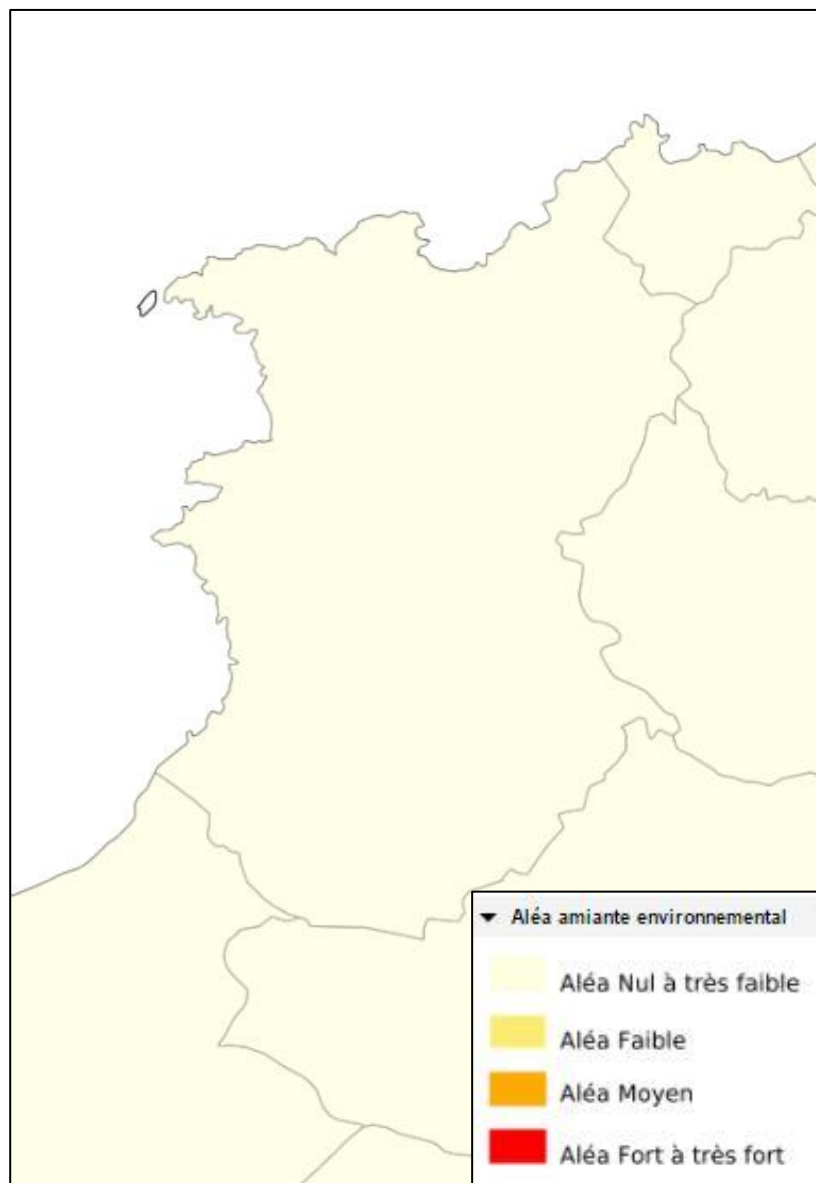 Aléa amiante environnemental
Aléa Nul à très faible
Aléa Faible
Aléa Moyen
Aléa Fort à très fort